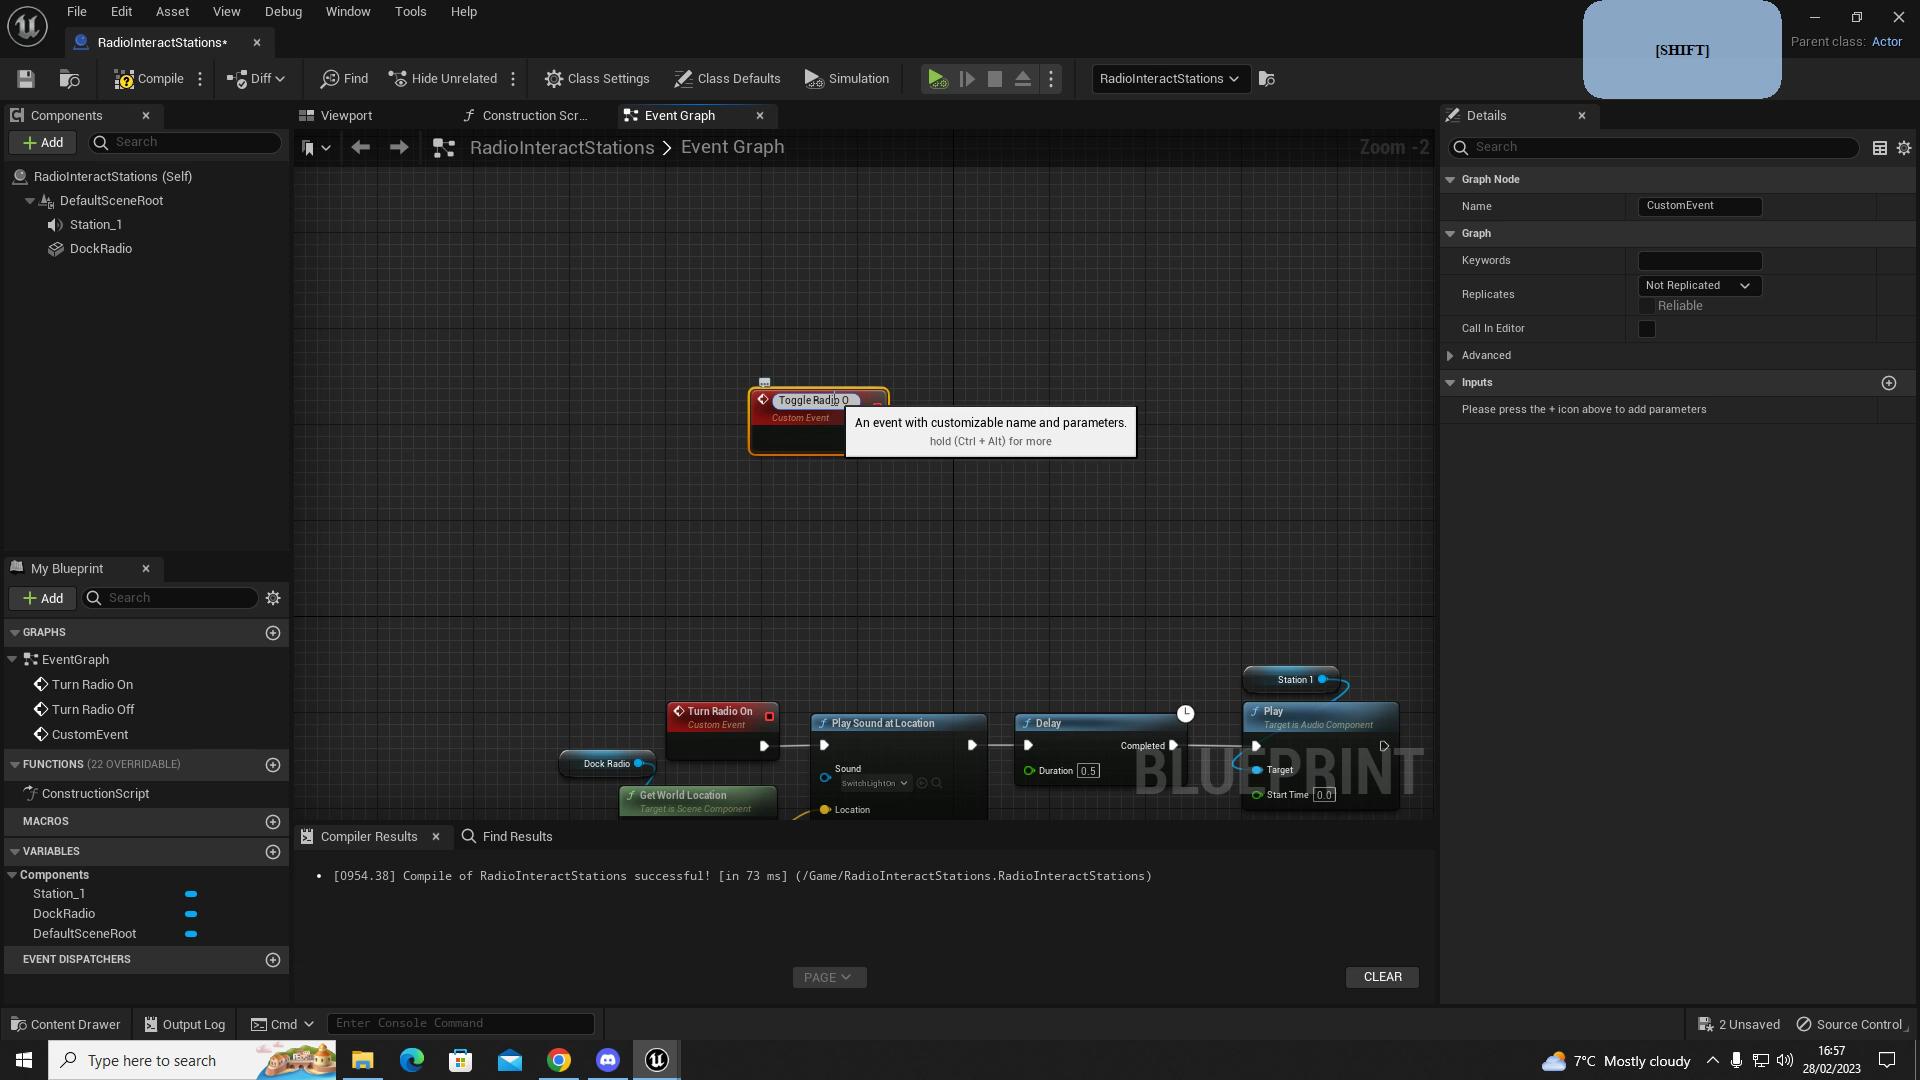 File Edit Asset View Debug Window Tools Help
RadioInteractStations*
[SHIFT]
Parent class: Actor
Compile Diff Find Hide Unrelated Class Settings Class Defaults Simulation RadioInteractStations
Components
Add Search
RadioInteractStations (Self)
DefaultSceneRoot
Station_1
DockRadio
Viewport Construction Scr... Event Graph
RadioInteractStations > Event Graph
Zoom -2
Toggle Radio O
Custom Event
An event with customizable name and parameters.
hold (Ctrl + Alt) for more
Turn Radio On
Custom Event
Dock Radio
Get World Location
Target is Scene Component
Play Sound at Location
Sound
SwitchLightOn
Location
Delay
Completed
Duration 0.5
Station 1
Play
Target is Audio Component
Target
Start Time 0.0
BLUEPRINT
Details
Search
Graph Node
Name CustomEvent
Graph
Keywords
Replicates Not Replicated
Reliable
Call In Editor
Advanced
Inputs
Please press the + icon above to add parameters
My Blueprint
Add Search
GRAPHS
EventGraph
Turn Radio On
Turn Radio Off
CustomEvent
FUNCTIONS (22 OVERRIDABLE)
ConstructionScript
MACROS
VARIABLES
Components
Station_1
DockRadio
DefaultSceneRoot
EVENT DISPATCHERS
Compiler Results Find Results
[0954.38] Compile of RadioInteractStations successful! [in 73 ms] (/Game/RadioInteractStations.RadioInteractStations)
PAGE
CLEAR
Content Drawer Output Log Cmd Enter Console Command
2 Unsaved Source Control
Type here to search
7°C Mostly cloudy
16:57
28/02/2023